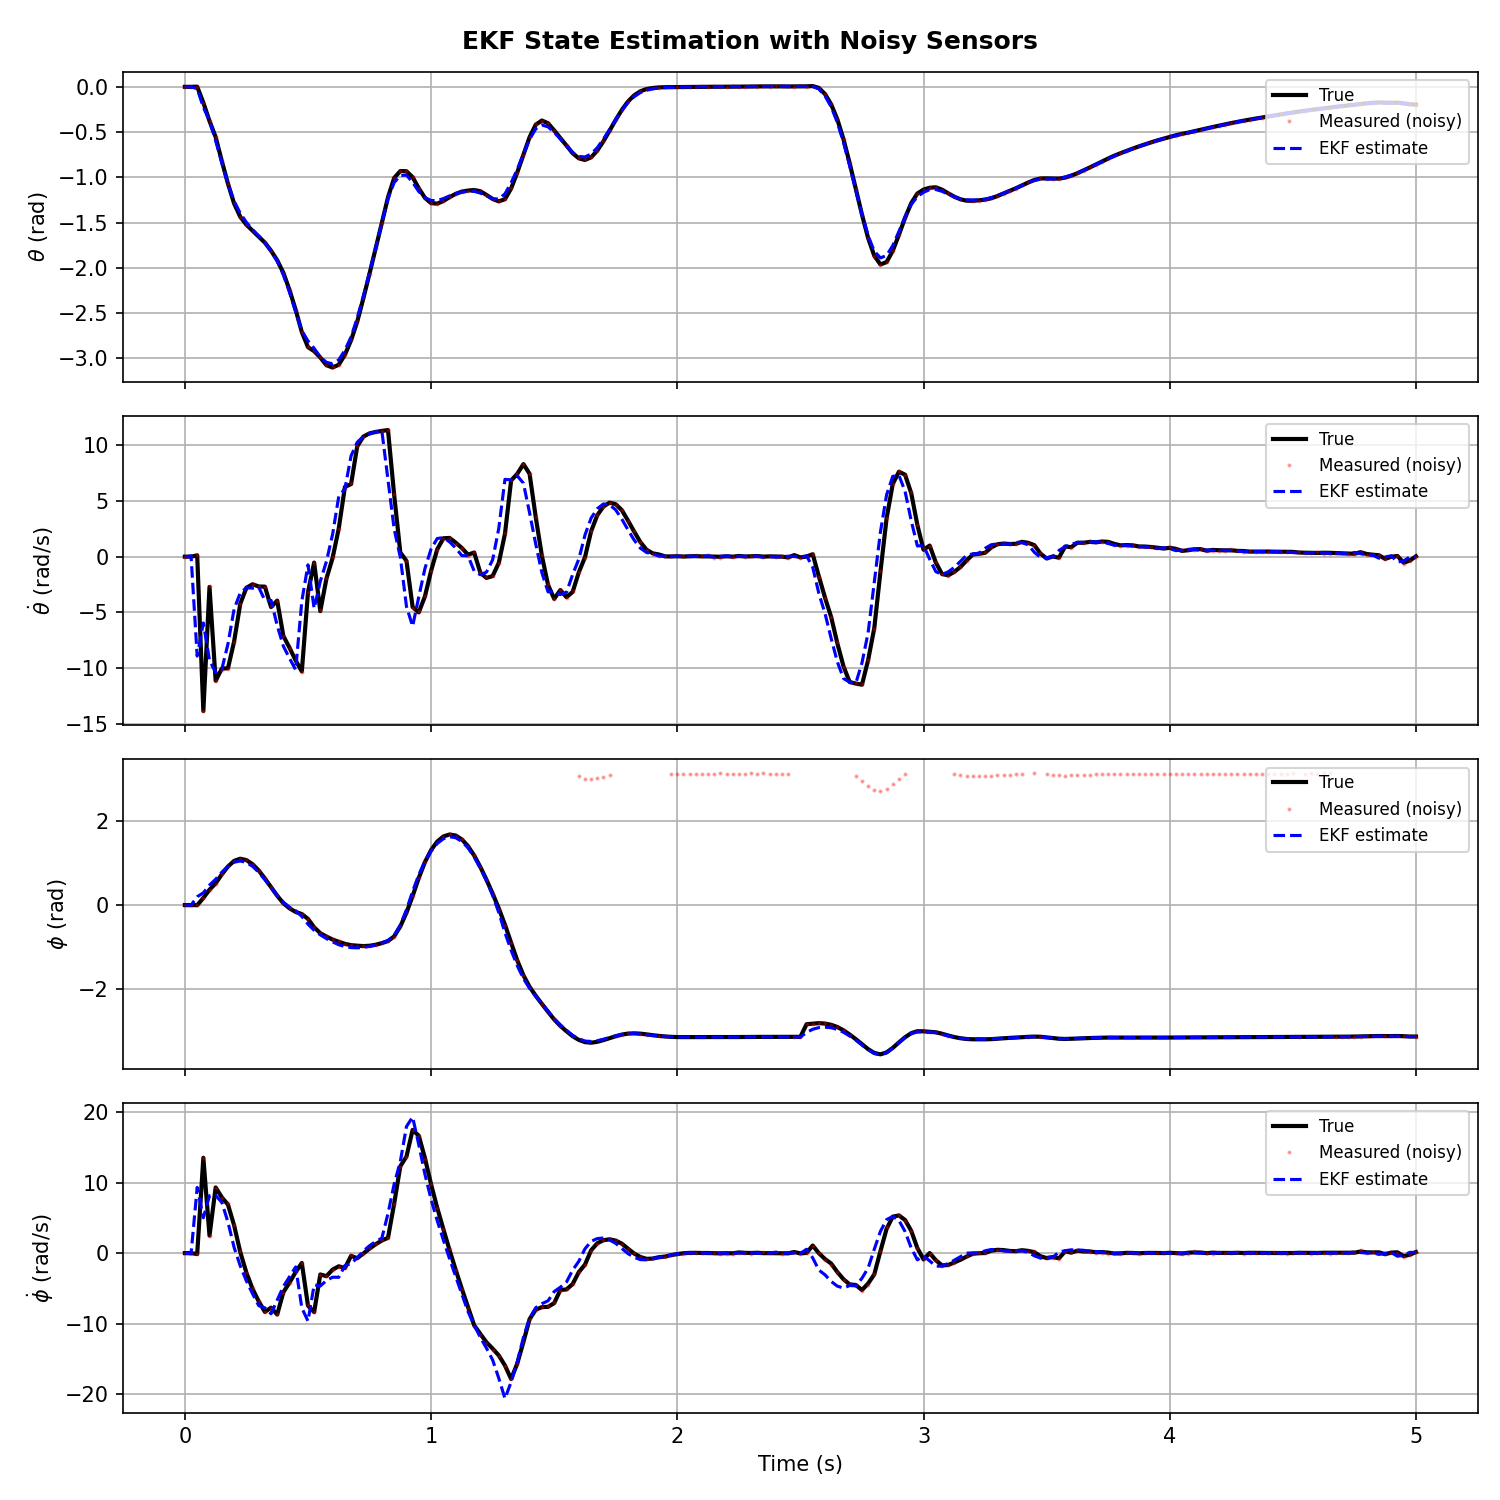 EKF State Estimation with Noisy Sensors
θ (rad)
0.0
−0.5
−1.0
−1.5
−2.0
−2.5
−3.0
True
Measured (noisy)
EKF estimate
θ̇ (rad/s)
10
5
0
−5
−10
−15
True
Measured (noisy)
EKF estimate
ϕ (rad)
2
0
−2
True
Measured (noisy)
EKF estimate
ϕ̇ (rad/s)
20
10
0
−10
−20
True
Measured (noisy)
EKF estimate
0 1 2 3 4 5
Time (s)